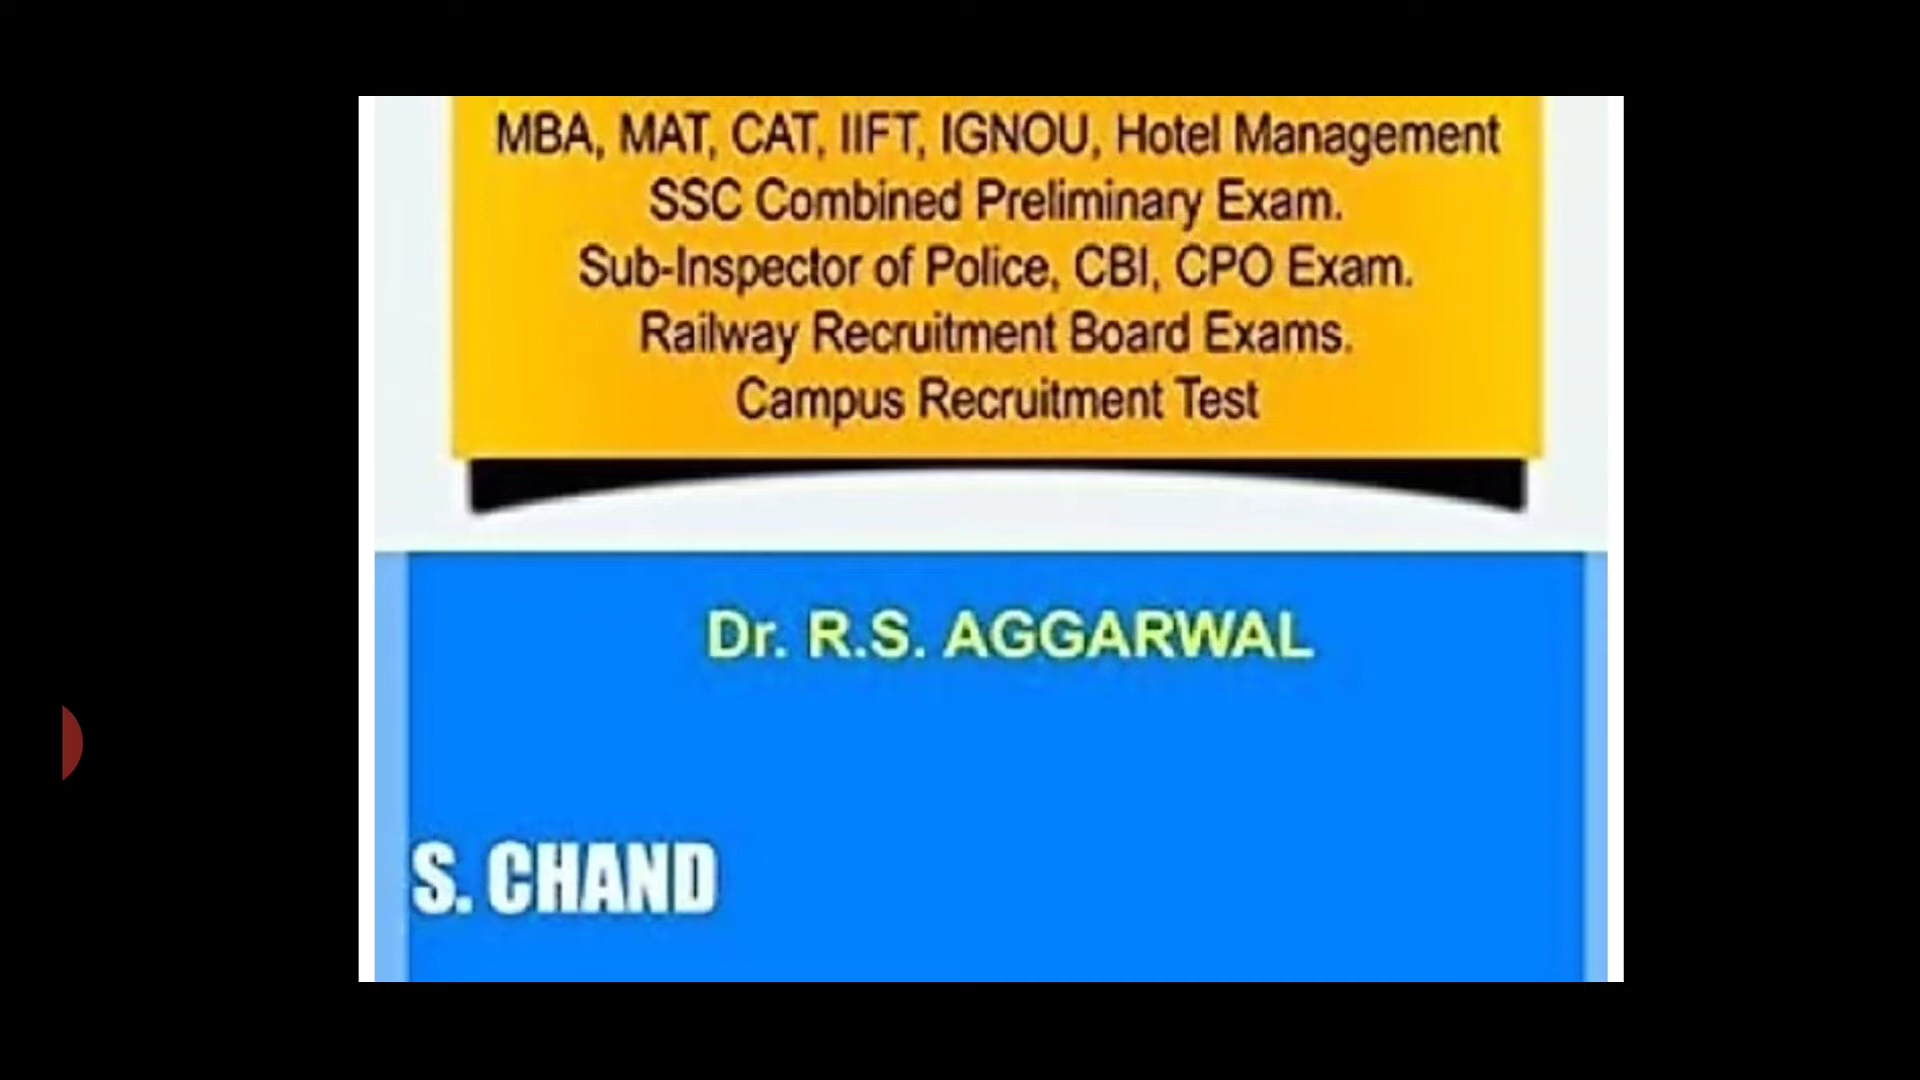 MBA, MAT, CAT, IIFT, IGNOU, Hotel Management
SSC Combined Preliminary Exam.
Sub-Inspector of Police, CBI, CPO Exam.
Railway Recruitment Board Exams.
Campus Recruitment Test
Dr. R.S. AGGARWAL
S. CHAND